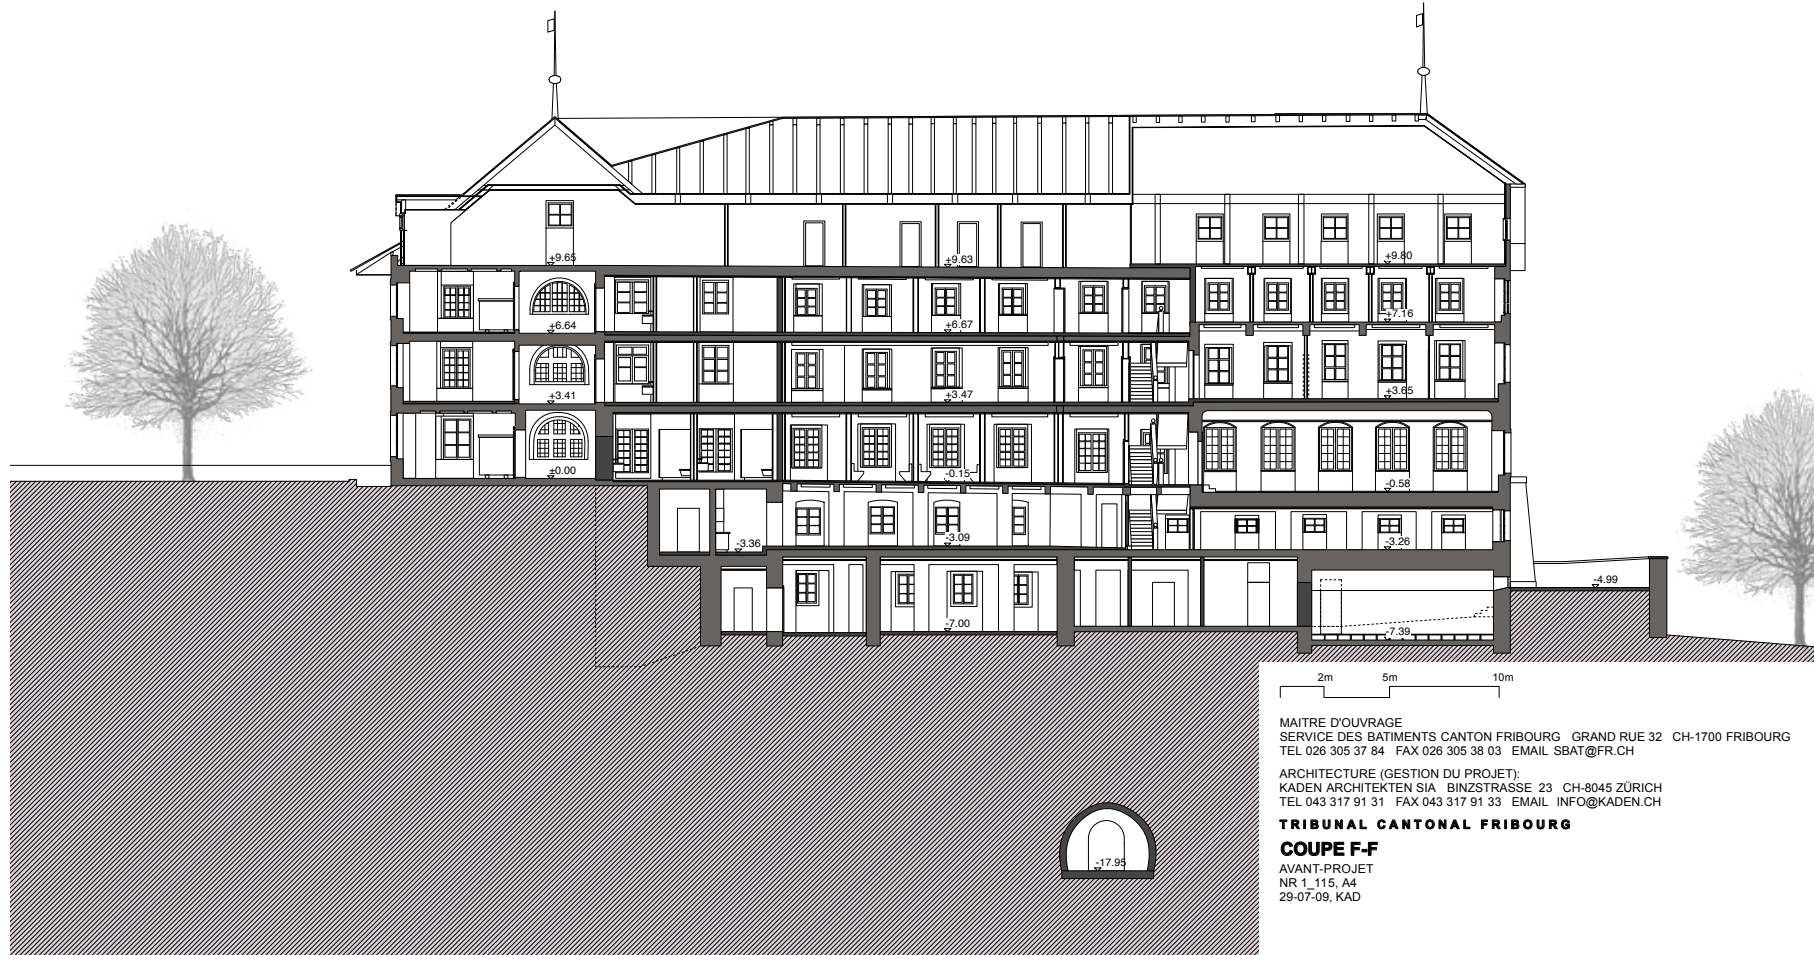 +9.65
+9.63
+9.80
+6.64
+6.67
+7.16
+3.41
+3.47
+3.65
±0.00
-0.15
-0.58
-3.36
-3.09
-3.26
-4.99
-7.00
-7.39
2m 5m 10m
MAITRE D'OUVRAGE
SERVICE DES BATIMENTS CANTON FRIBOURG GRAND RUE 32 CH-1700 FRIBOURG
TEL 026 305 37 84 FAX 026 305 38 03 EMAIL SBAT@FR.CH
ARCHITECTURE (GESTION DU PROJET):
KADEN ARCHITEKTEN SIA BINZSTRASSE 23 CH-8045 ZÜRICH
TEL 043 317 91 31 FAX 043 317 91 33 EMAIL INFO@KADEN.CH
TRIBUNAL CANTONAL FRIBOURG
COUPE F-F
-17.95
AVANT-PROJET
NR 1_115, A4
29-07-09, KAD